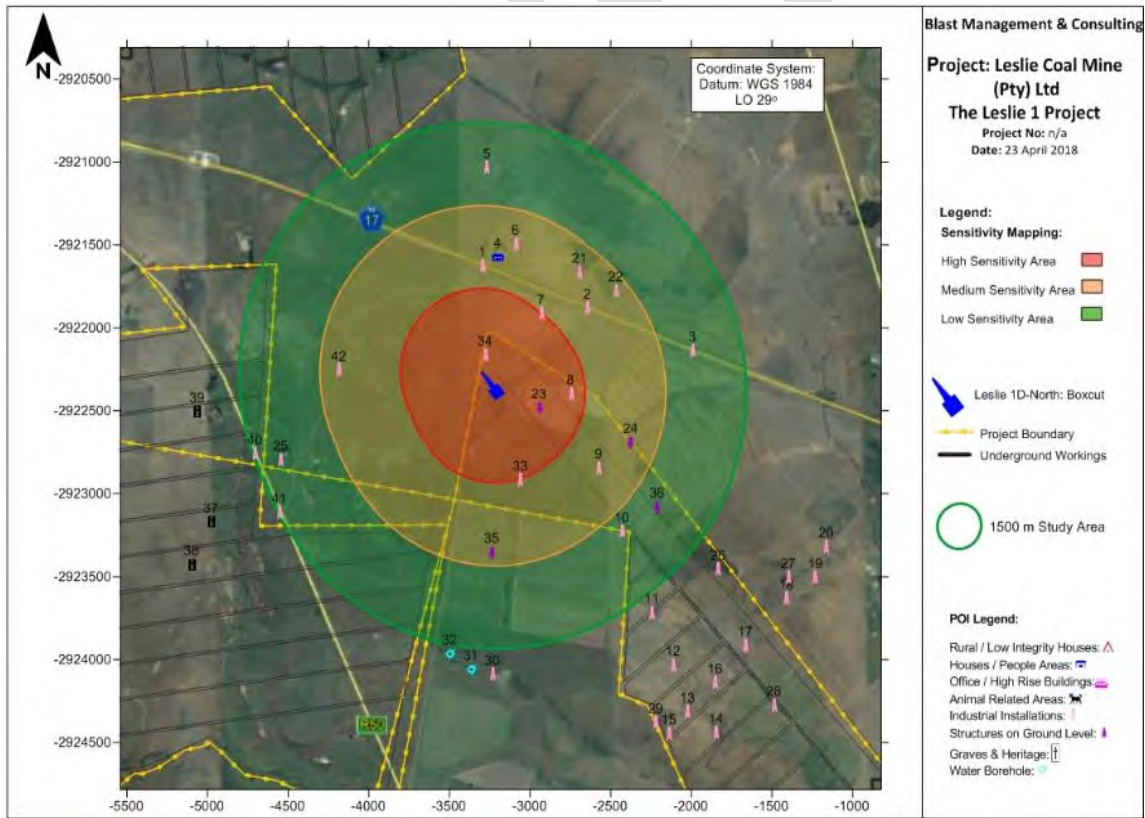 N
Coordinate System:
Datum: WGS 1984
LO 29º
-2920500
-2921000
-2921500
-2922000
-2922500
-2923000
-2923500
-2924000
-2924500
-5500 -5000 -4500 -4000 -3500 -3000 -2500 -2000 -1500 -1000
5
17
6
4
1
21
22
2
7
3
34
42
8
23
39
24
40
25
9
33
36
37
41
10
20
35
38
27
19
11
17
32
31
30
12
16
13
28
29
15
14
R50
Blast Management & Consulting
Project: Leslie Coal Mine
(Pty) Ltd
The Leslie 1 Project
Project No: n/a
Date: 23 April 2018
Legend:
Sensitivity Mapping:
High Sensitivity Area
Medium Sensitivity Area
Low Sensitivity Area
Leslie 1D-North: Boxcut
Project Boundary
Underground Workings
1500 m Study Area
POI Legend:
Rural / Low Integrity Houses:
Houses / People Areas:
Office / High Rise Buildings:
Animal Related Areas:
Industrial Installations:
Structures on Ground Level:
Graves & Heritage:
Water Borehole: